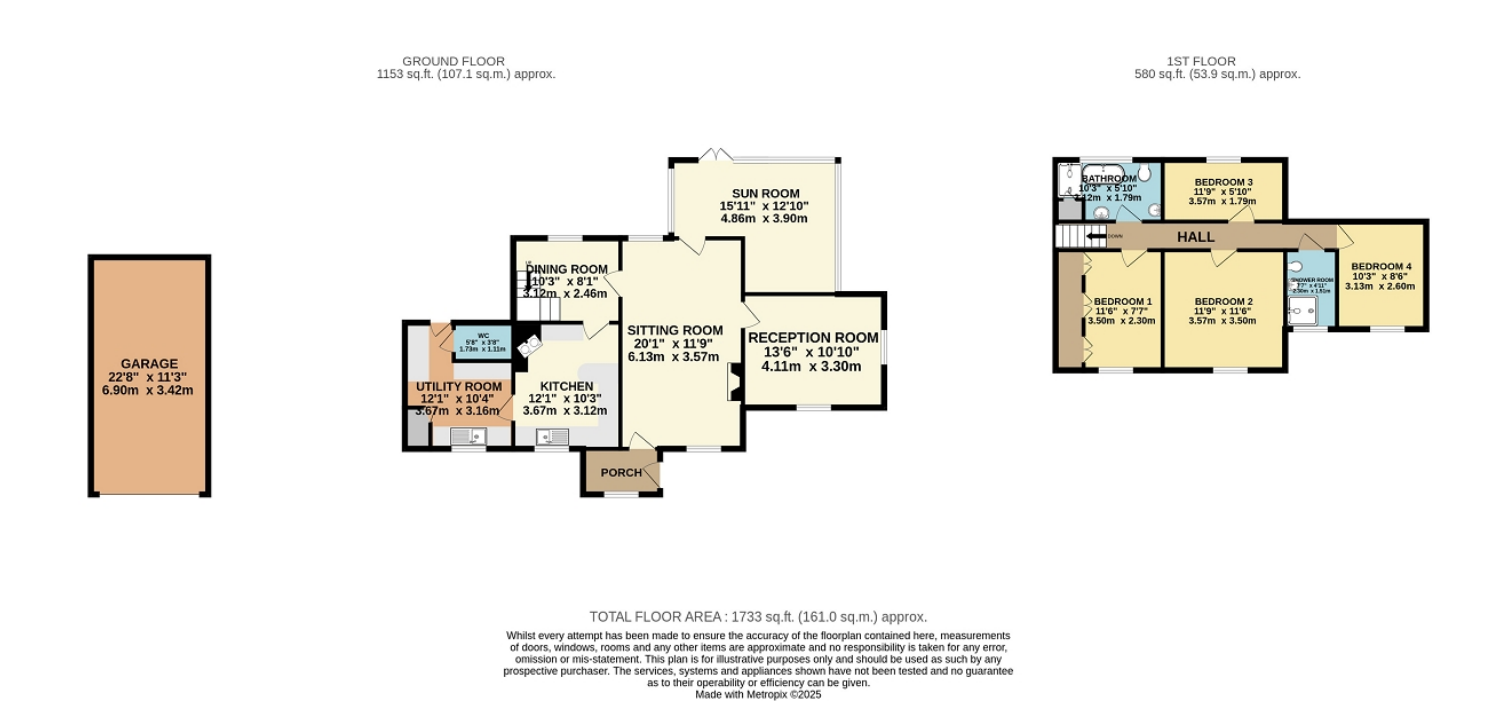 GROUND FLOOR
1153 sq.ft. (107.1 sq.m.) approx.
1ST FLOOR
580 sq.ft. (53.9 sq.m.) approx.
SUN ROOM
15'11" x 12'10"
4.86m x 3.90m
DINING ROOM
10'3" x 8'1"
3.12m x 2.46m
UP
SITTING ROOM
20'1" x 11'9"
6.13m x 3.57m
RECEPTION ROOM
13'6" x 10'10"
4.11m x 3.30m
WC
5'8" x 3'8"
1.73m x 1.11m
UTILITY ROOM
12'1" x 10'4"
3.67m x 3.16m
KITCHEN
12'1" x 10'3"
3.67m x 3.12m
PORCH
GARAGE
22'8" x 11'3"
6.90m x 3.42m
BATHROOM
10'3" x 5'10"
3.12m x 1.79m
BEDROOM 3
11'9" x 5'10"
3.57m x 1.79m
DOWN
HALL
BEDROOM 1
11'6" x 7'7"
3.50m x 2.30m
BEDROOM 2
11'9" x 11'6"
3.57m x 3.50m
SHOWER ROOM
x 4'11"
x 1.51m
BEDROOM 4
10'3" x 8'6"
3.13m x 2.60m
TOTAL FLOOR AREA : 1733 sq.ft. (161.0 sq.m.) approx.
Whilst every attempt has been made to ensure the accuracy of the floorplan contained here, measurements
of doors, windows, rooms and any other items are approximate and no responsibility is taken for any error,
omission or mis-statement. This plan is for illustrative purposes only and should be used as such by any
prospective purchaser. The services, systems and appliances shown have not been tested and no guarantee
as to their operability or efficiency can be given.
Made with Metropix ©2025